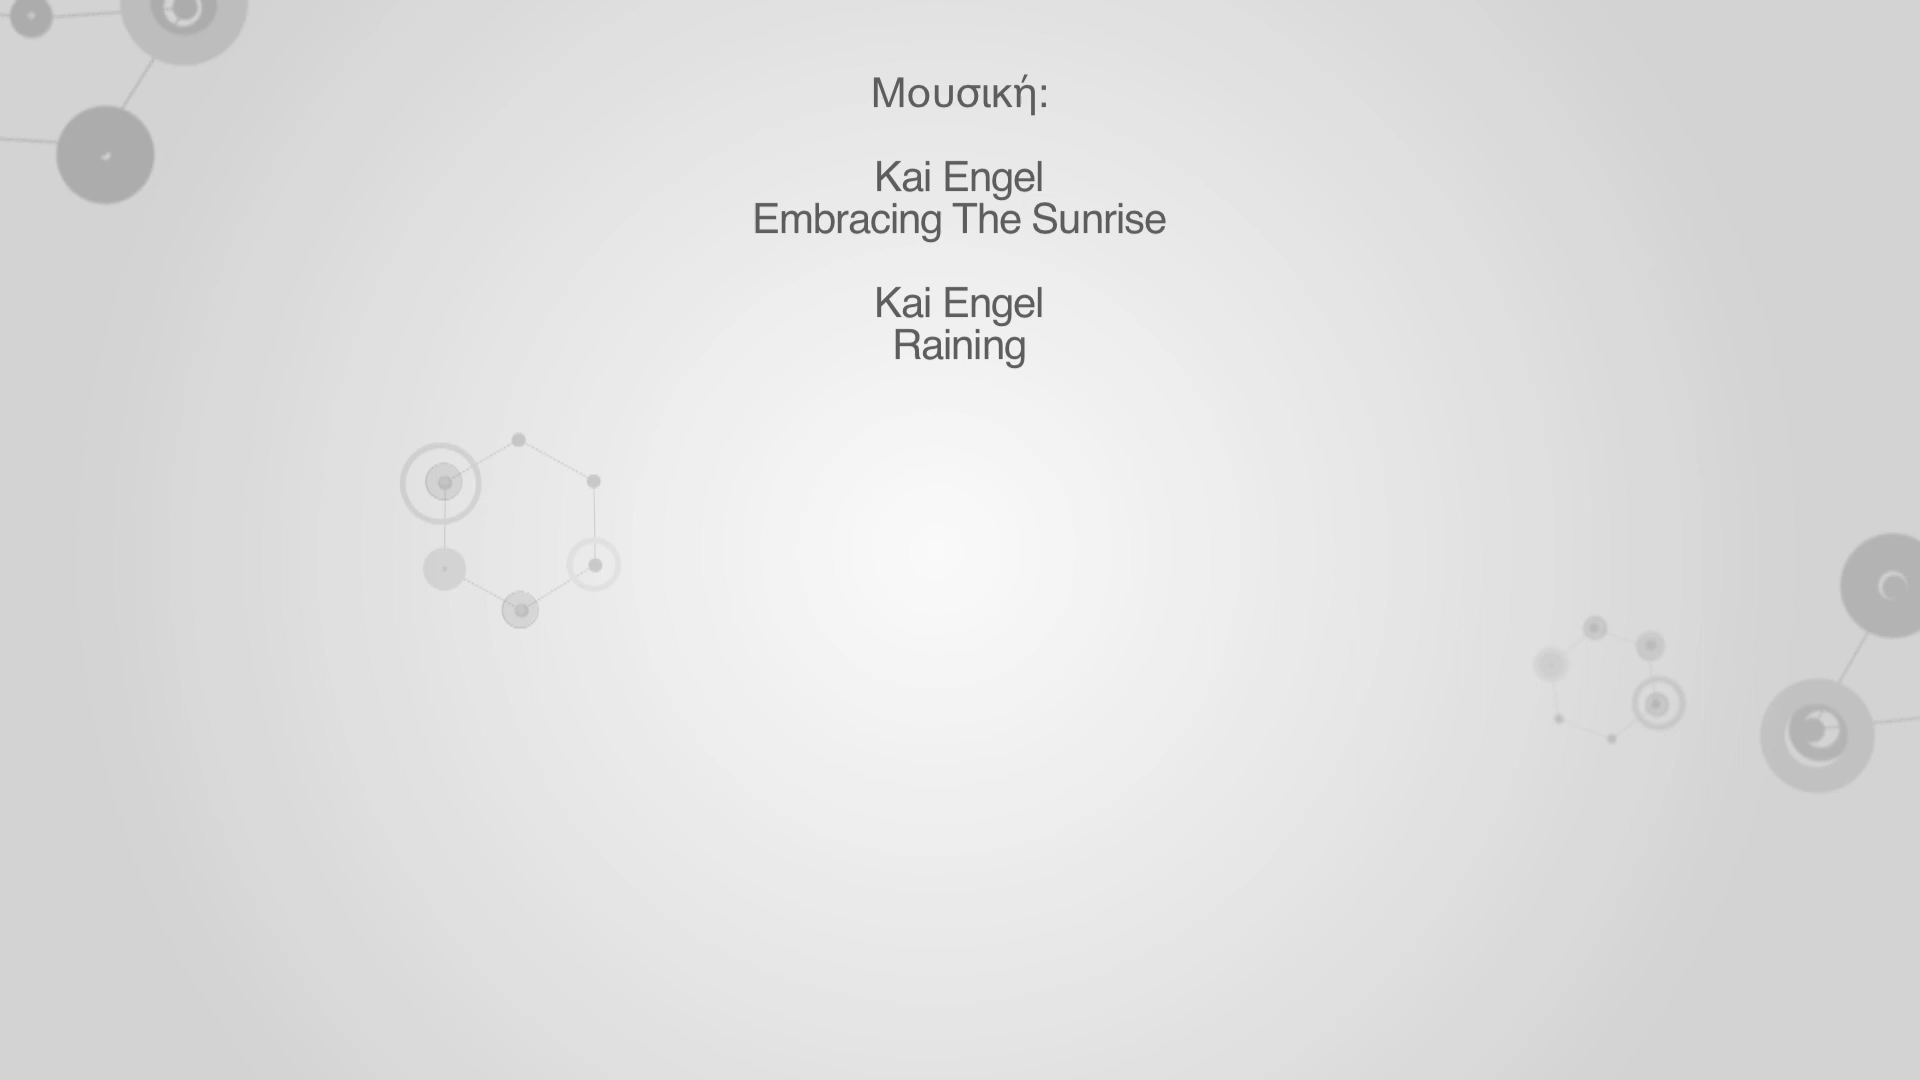 Μουσική:
Kai Engel
Embracing The Sunrise
Kai Engel
Raining